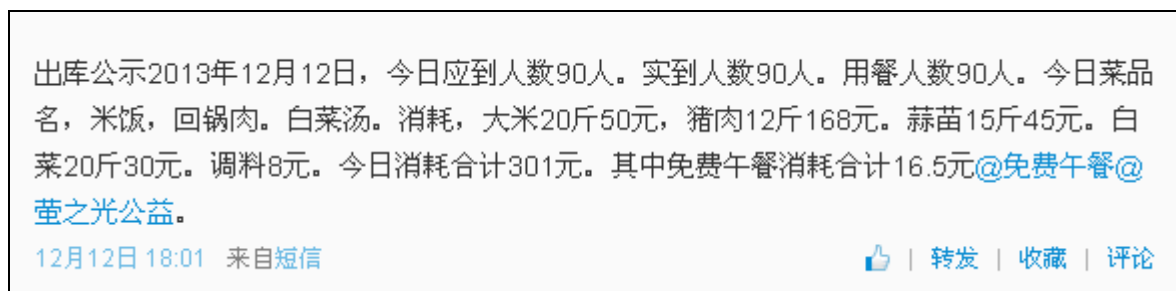 出库公示2013年12月12日，今日应到人数90人。实到人数90人。用餐人数90人。今日菜品
名，米饭，回锅肉。白菜汤。消耗，大米20斤50元，猪肉12斤168元。蒜苗15斤45元。白
菜20斤30元。调料8元。今日消耗合计301元。其中免费午餐消耗合计16.5元@免费午餐@
萤之光公益。
12月12日 18:01 来自短信 | 转发 | 收藏 | 评论